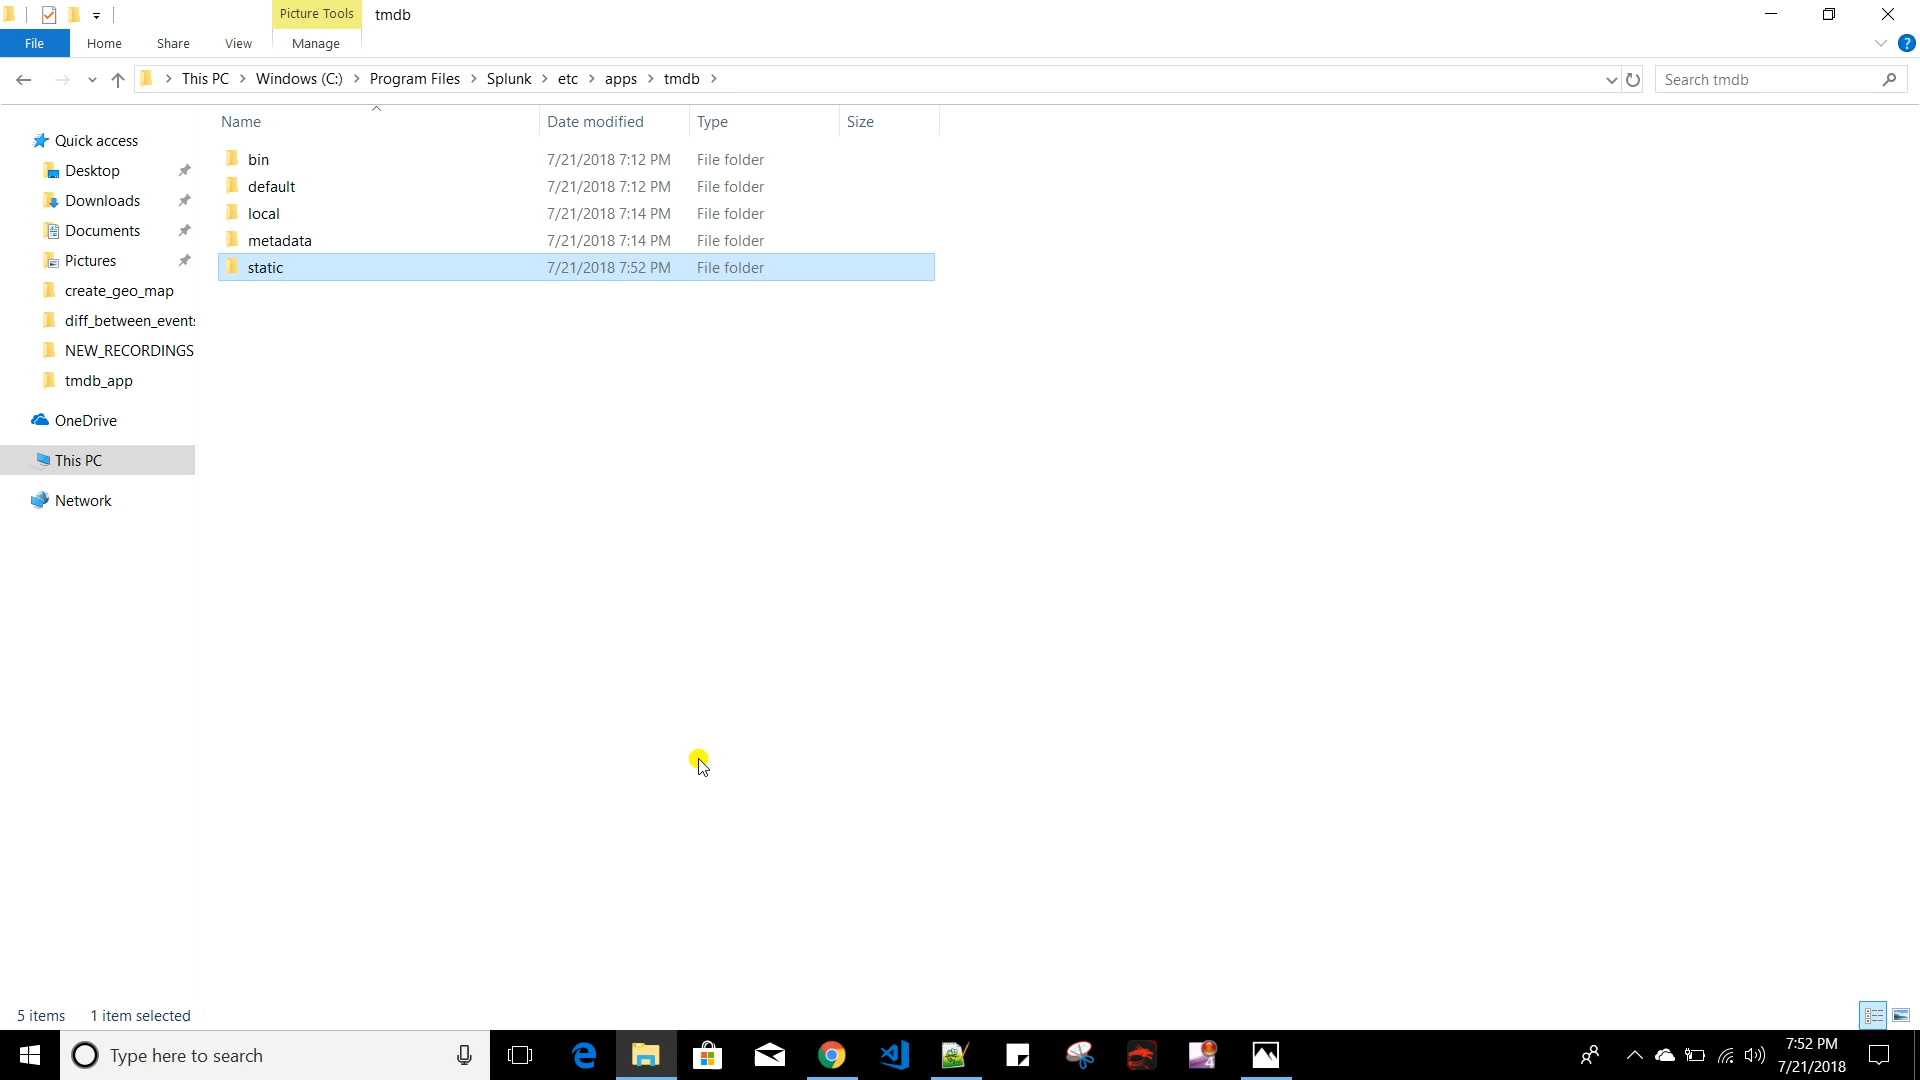 Picture Tools tmdb
File Home Share View Manage
This PC Windows (C:) Program Files Splunk etc apps tmdb Search tmdb
Name Date modified Type Size
Quick access
Desktop
Downloads
Documents
Pictures
create_geo_map
diff_between_events
NEW_RECORDINGS
tmdb_app
OneDrive
This PC
Network
bin 7/21/2018 7:12 PM File folder
default 7/21/2018 7:12 PM File folder
local 7/21/2018 7:14 PM File folder
metadata 7/21/2018 7:14 PM File folder
static 7/21/2018 7:52 PM File folder
5 items 1 item selected
Type here to search
7:52 PM
7/21/2018